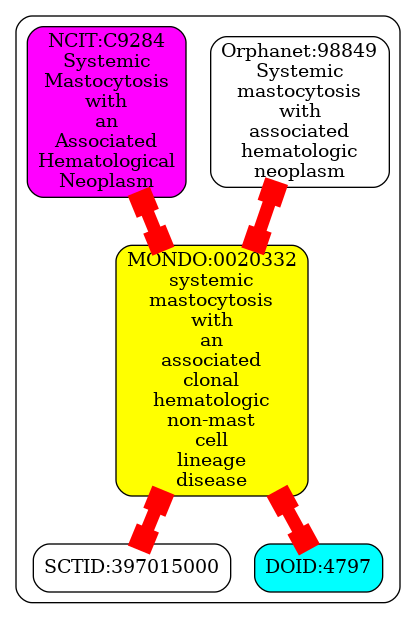 NCIT:C9284
Systemic
Mastocytosis
with
an
Associated
Hematological
Neoplasm
Orphanet:98849
Systemic
mastocytosis
with
associated
hematologic
neoplasm
MONDO:0020332
systemic
mastocytosis
with
an
associated
clonal
hematologic
non-mast
cell
lineage
disease
SCTID:397015000
DOID:4797